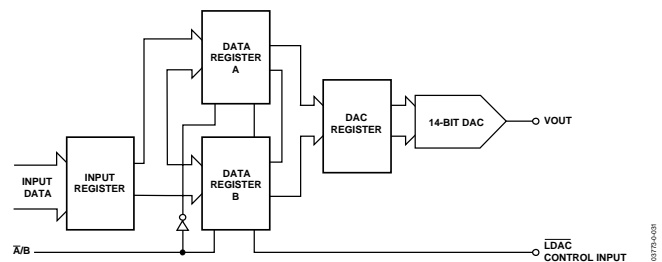 DATA
REGISTER
A
DATA
REGISTER
B
DAC
REGISTER
14-BIT DAC
VOUT
INPUT
DATA
INPUT
REGISTER
A̅/B
L̅D̅A̅C̅
CONTROL INPUT
03773-0-031